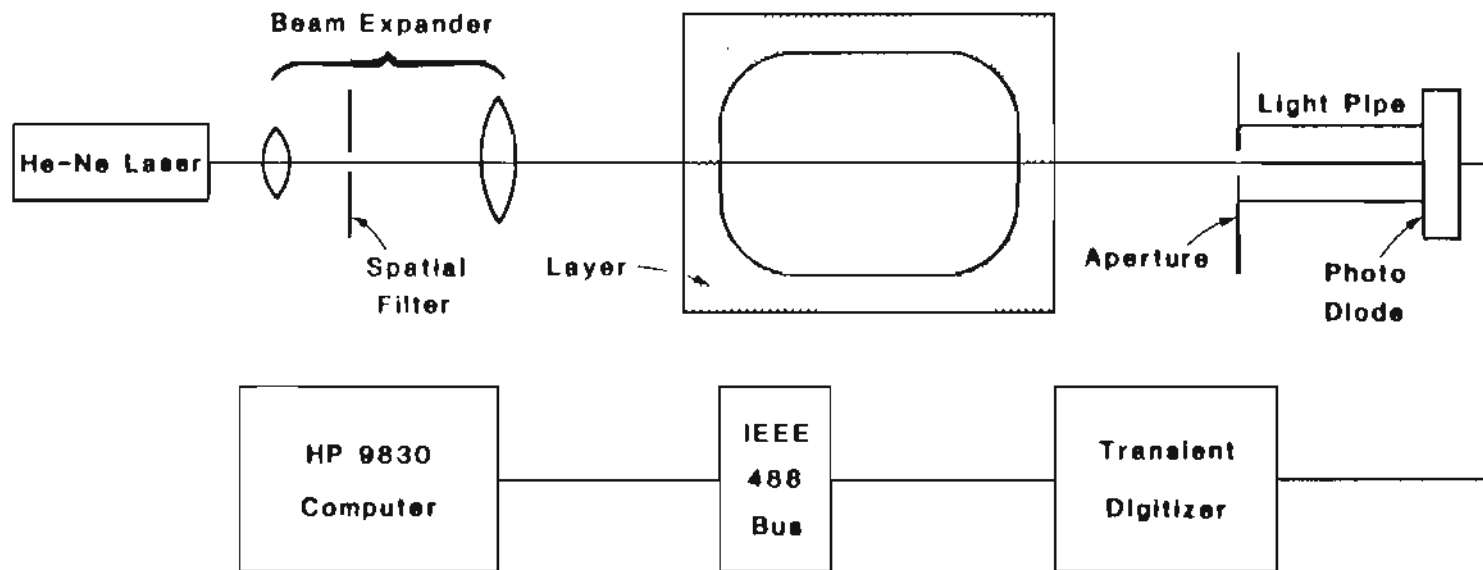 Beam Expander
He-Ne Laser
Spatial
Filter
Layer
Aperture
Light Pipe
Photo
Diode
HP 9830
Computer
IEEE
488
Bus
Transient
Digitizer